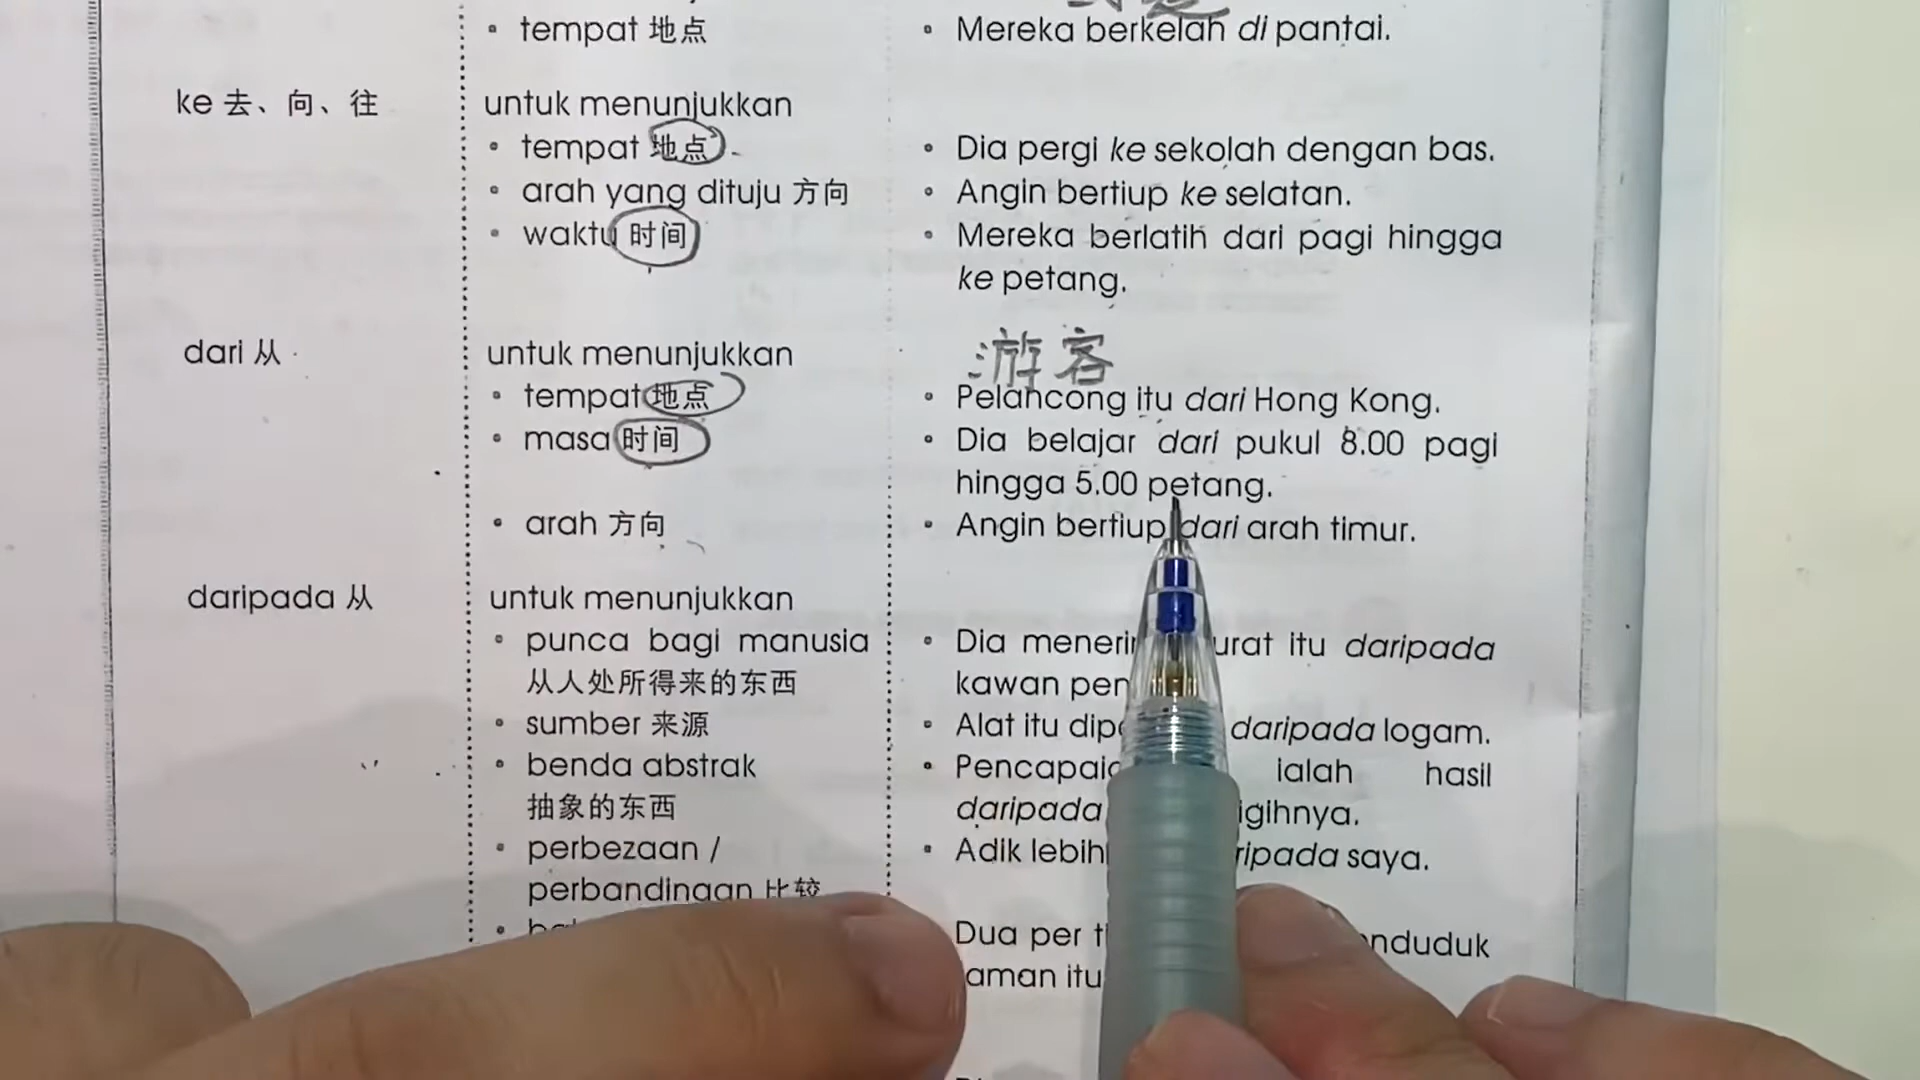 tempat 地点
Mereka berkelah di pantai.
ke 去、向、往
untuk menunjukkan
tempat 地点
Dia pergi ke sekolah dengan bas.
arah yang dituju 方向
Angin bertiup ke selatan.
waktu 时间
Mereka berlatih dari pagi hingga
ke petang.
dari 从
untuk menunjukkan
游客
tempat 地点
Pelancong itu dari Hong Kong.
masa 时间
Dia belajar dari pukul 8.00 pagi
hingga 5.00 petang.
arah 方向
Angin bertiup dari arah timur.
daripada 从
untuk menunjukkan
punca bagi manusia
从人处所得来的东西
Dia urat itu daripada
kawan
sumber 来源
Alat itu daripada logam.
benda abstrak
抽象的东西
ialah hasil
daripada igihnya.
perbezaan /
perbandingan 比较
Adik lebih ripada saya.
Dua per nduduk
aman itu